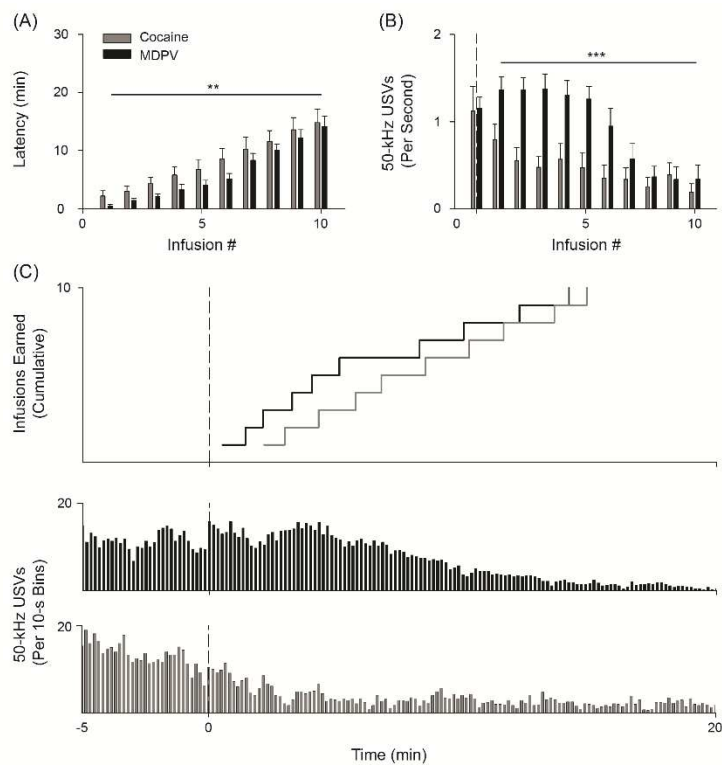 (A)
30
20
10
0
Latency (min)
Cocaine
MDPV
**
0
5
10
Infusion #
(B)
2
1
0
50-kHz USVs
(Per Second)
***
0
5
10
Infusion #
(C)
10
Infusions Earned
(Cumulative)
20
20
50-kHz USVs
(Per 10-s Bins)
-5
0
20
Time (min)